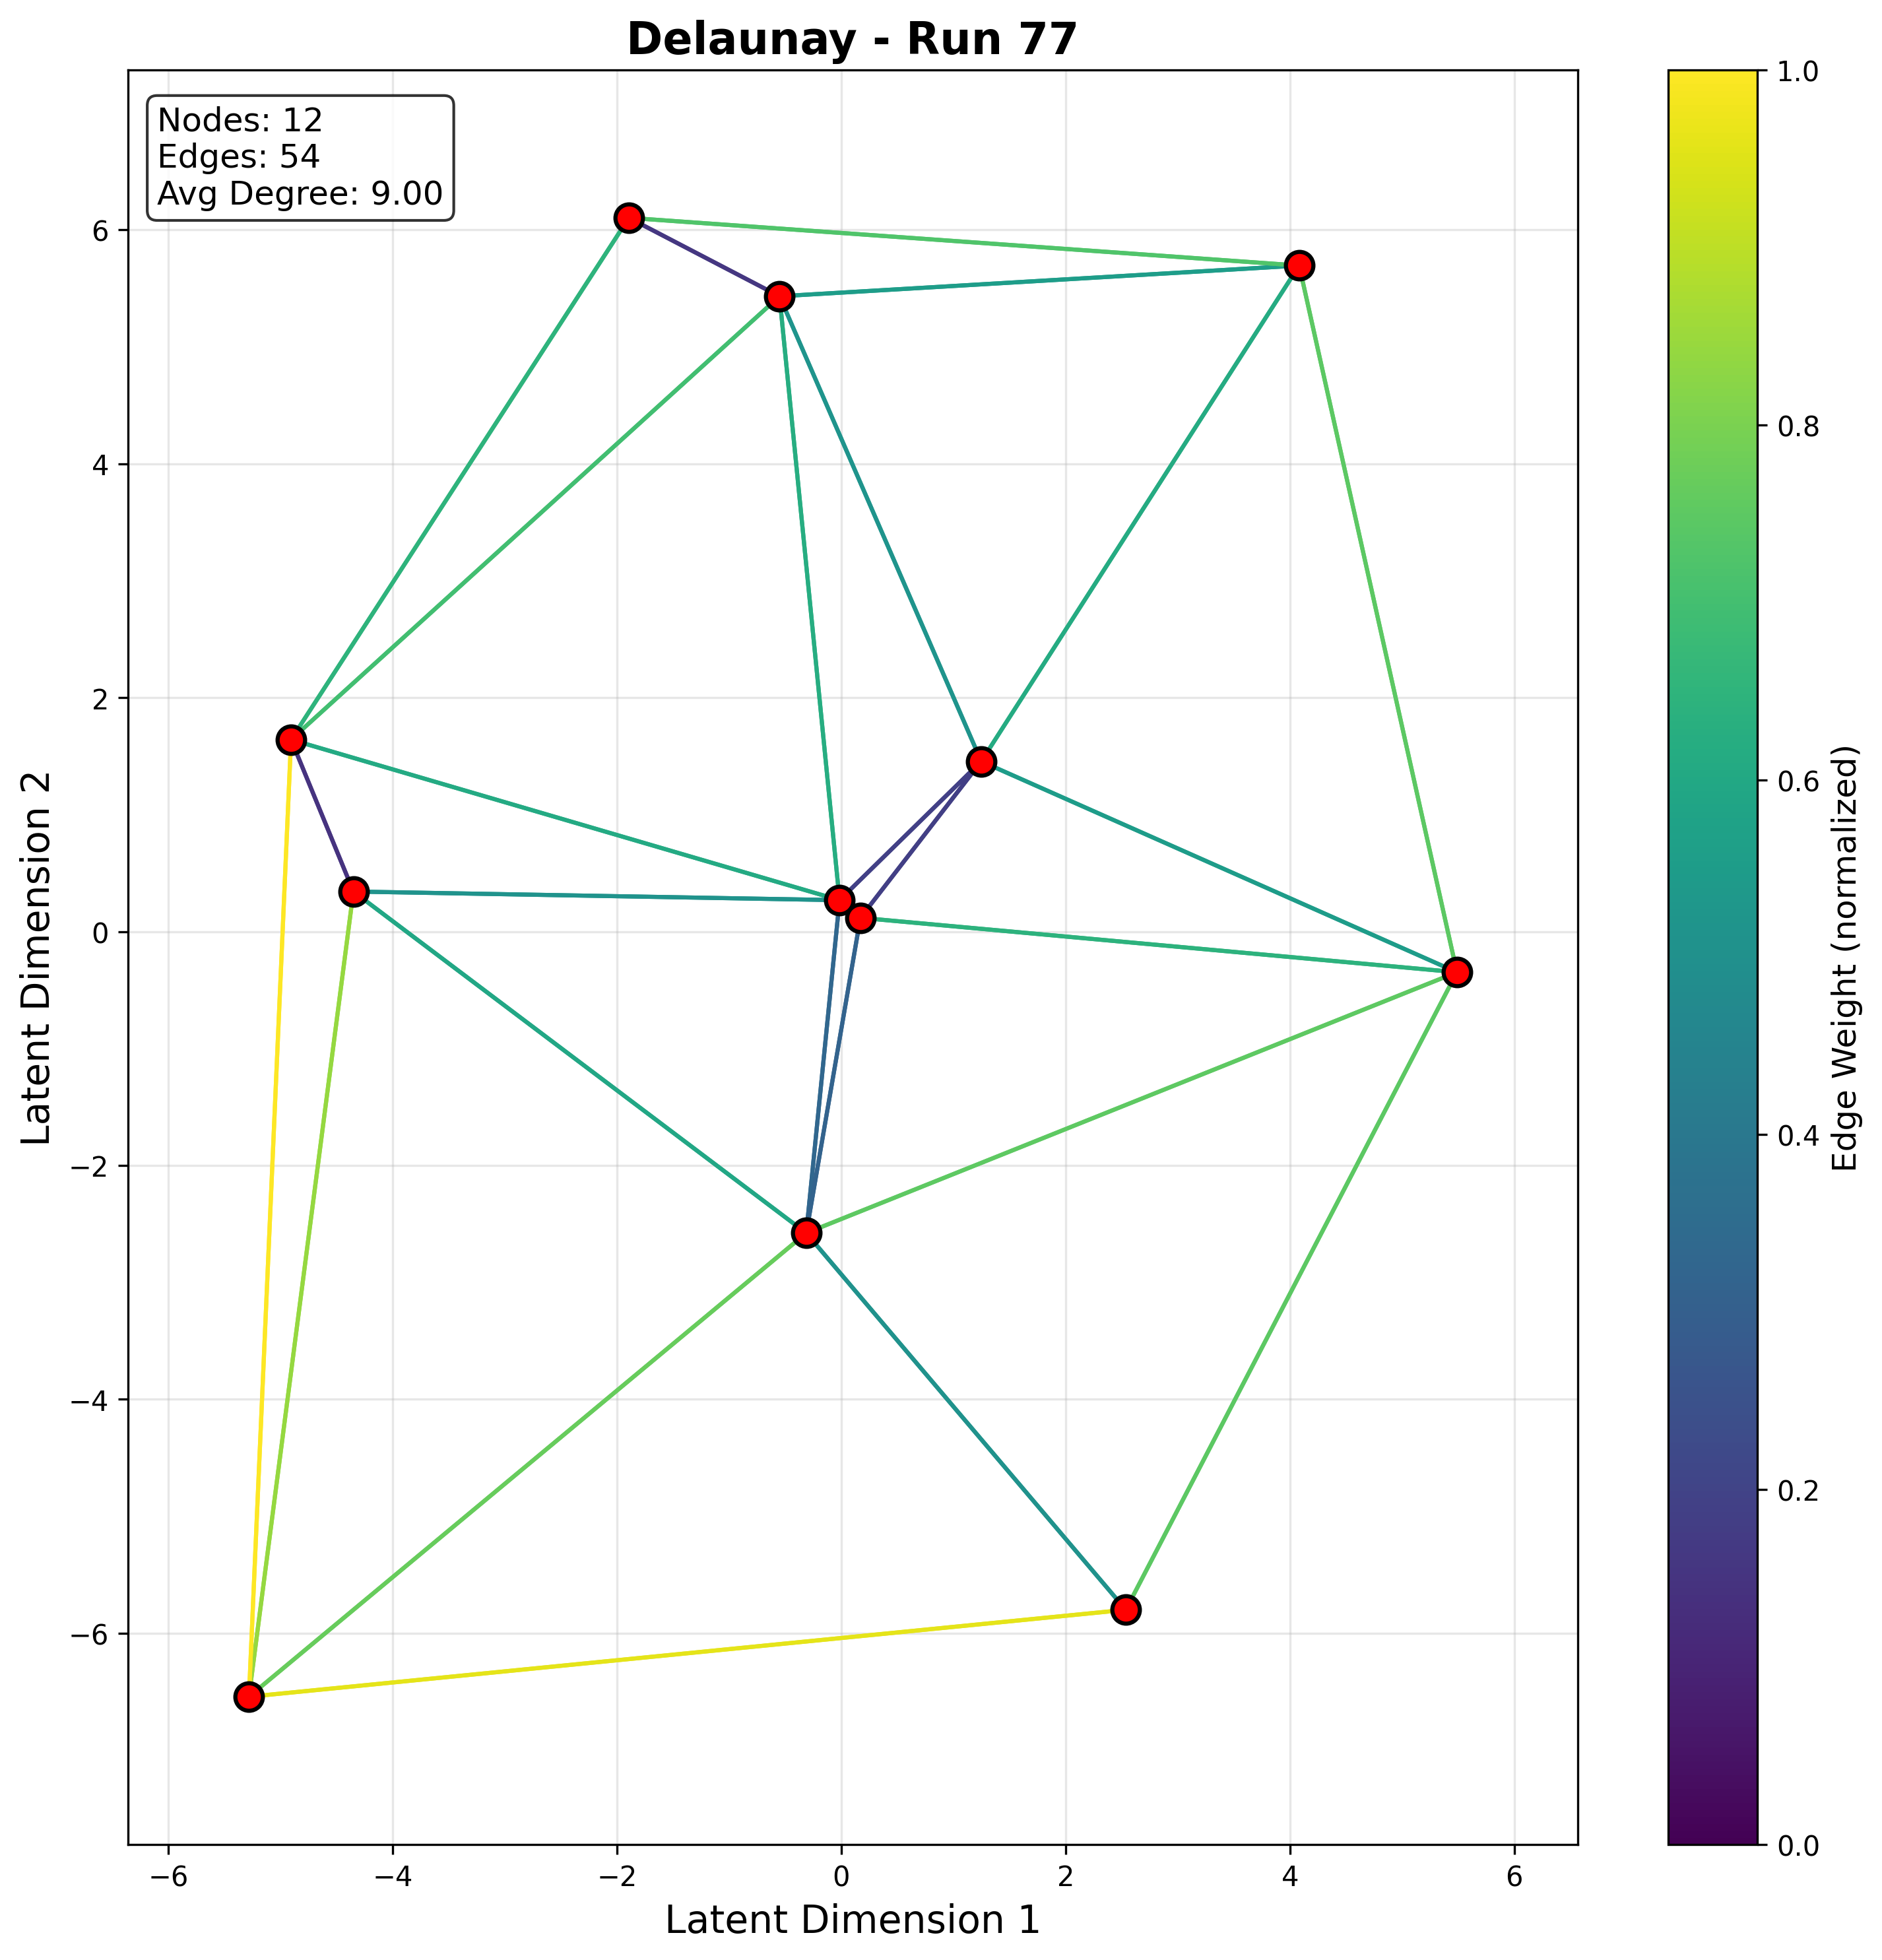 Delaunay - Run 77
Nodes: 12
Edges: 54
Avg Degree: 9.00
6
4
2
0
−2
−4
−6
Latent Dimension 2
−6
−4
−2
0
2
4
6
Latent Dimension 1
1.0
0.8
0.6
0.4
0.2
0.0
Edge Weight (normalized)